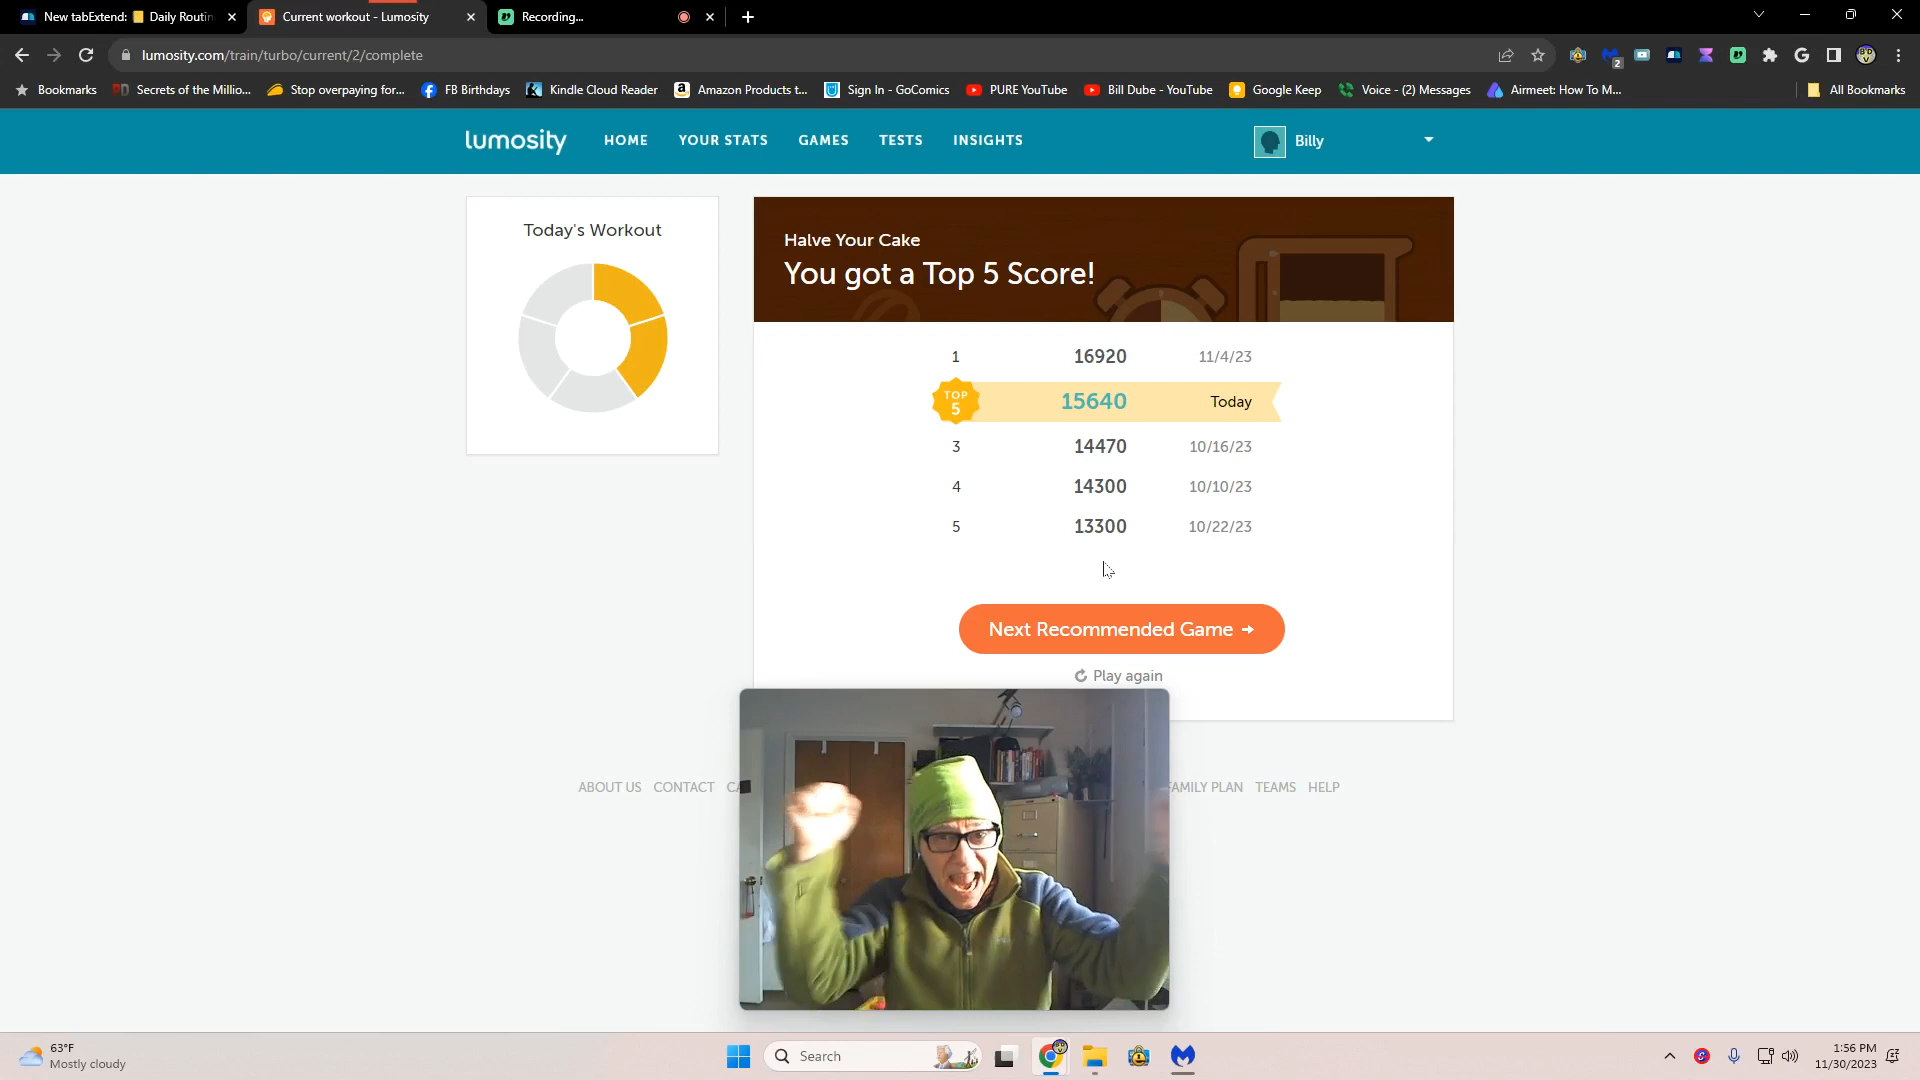 New tabExtend: 📒 Daily Routin
Current workout - Lumosity
Recording...
lumosity.com/train/turbo/current/2/complete
2
Bookmarks
Secrets of the Millio...
Stop overpaying for...
FB Birthdays
Kindle Cloud Reader
Amazon Products t...
Sign In - GoComics
PURE YouTube
Bill Dube - YouTube
Google Keep
Voice - (2) Messages
Airmeet: How To M...
All Bookmarks
lumosity
HOME
YOUR STATS
GAMES
TESTS
INSIGHTS
Billy
Today's Workout
Halve Your Cake
You got a Top 5 Score!
1 16920 11/4/23
TOP
5
15640 Today
3 14470 10/16/23
4 14300 10/10/23
5 13300 10/22/23
Next Recommended Game →
Play again
ABOUT US CONTACT
FAMILY PLAN TEAMS HELP
63°F
Mostly cloudy
Search
1:56 PM
11/30/2023